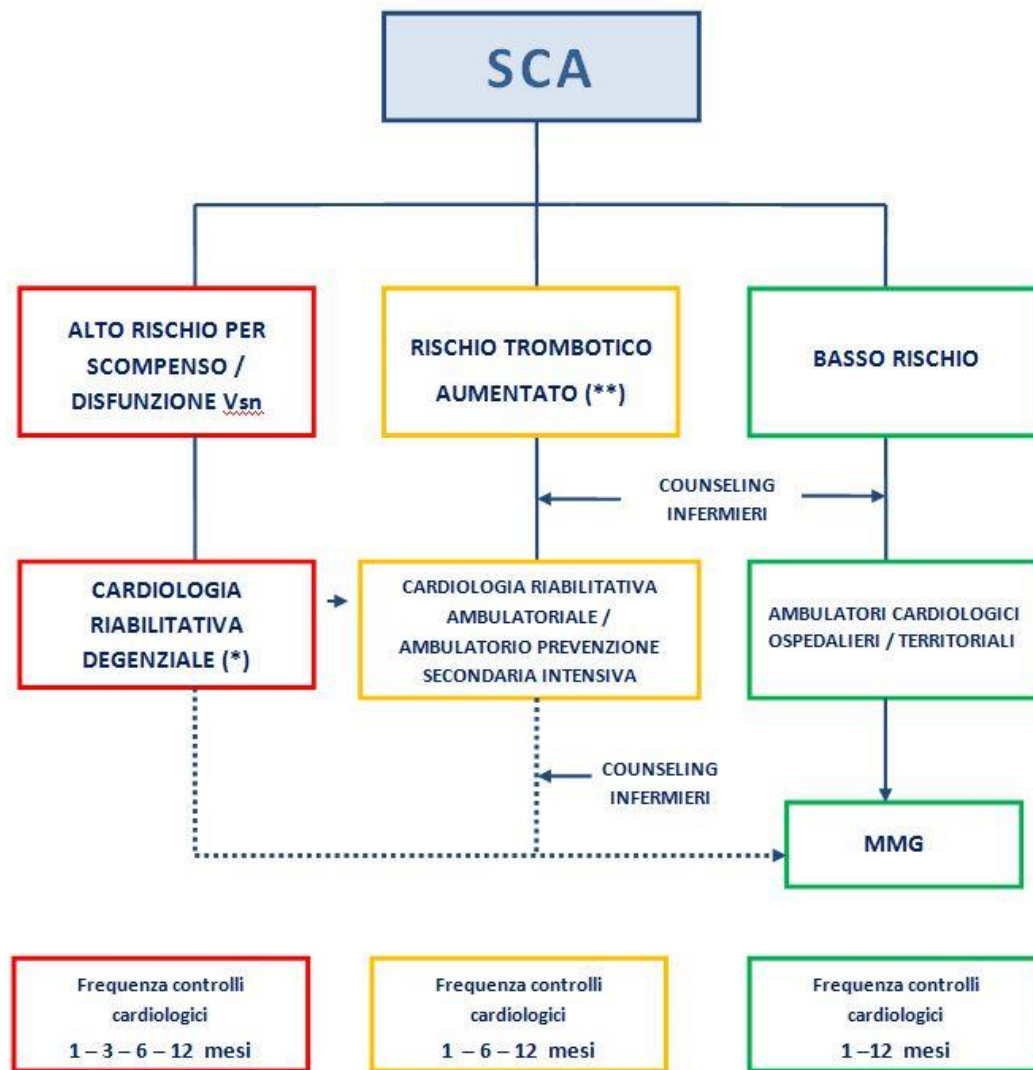 SCA
ALTO RISCHIO PER
SCOMPENSO /
DISFUNZIONE Vsn
RISCHIO TROMBOTICO
AUMENTATO (**)
BASSO RISCHIO
COUNSELING
INFERMIERI
CARDIOLOGIA
RIABILITATIVA
DEGENZIALE (*)
CARDIOLOGIA RIABILITATIVA
AMBULATORIALE /
AMBULATORIO PREVENZIONE
SECONDARIA INTENSIVA
AMBULATORI CARDIOLOGICI
OSPEDALIERI / TERRITORIALI
COUNSELING
INFERMIERI
MMG
Frequenza controlli
cardiologici
1 – 3 – 6 – 12 mesi
Frequenza controlli
cardiologici
1 – 6 – 12 mesi
Frequenza controlli
cardiologici
1 –12 mesi